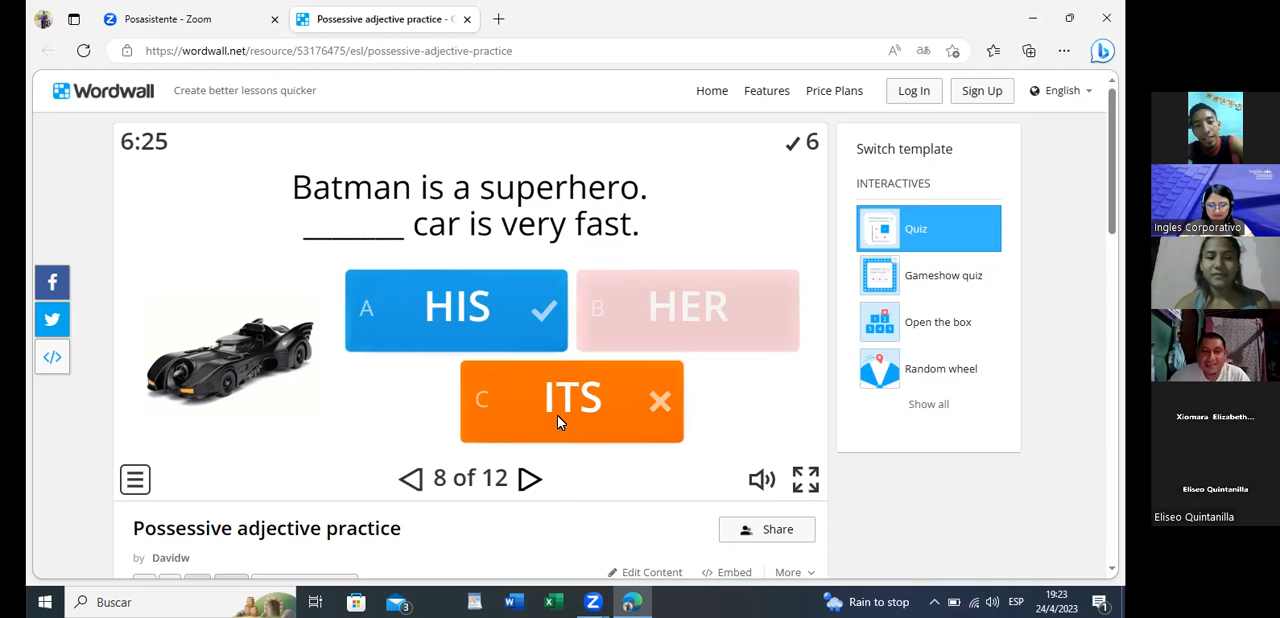 Posasistente - Zoom
Possessive adjective practice - C
https://wordwall.net/resource/53176475/esl/possessive-adjective-practice
Wordwall
Create better lessons quicker
Home
Features
Price Plans
Log In
Sign Up
English
6:25
6
Batman is a superhero.
_______ car is very fast.
A HIS
B HER
C ITS
8 of 12
Switch template
INTERACTIVES
Quiz
Gameshow quiz
Open the box
Random wheel
Show all
Possessive adjective practice
Share
by Davidw
Edit Content
Embed
More
Ingles Corporativo
Xiomara Elizabeth...
Eliseo Quintanilla
Eliseo Quintanilla
Buscar
3
Rain to stop
ESP
19:23
24/4/2023
1